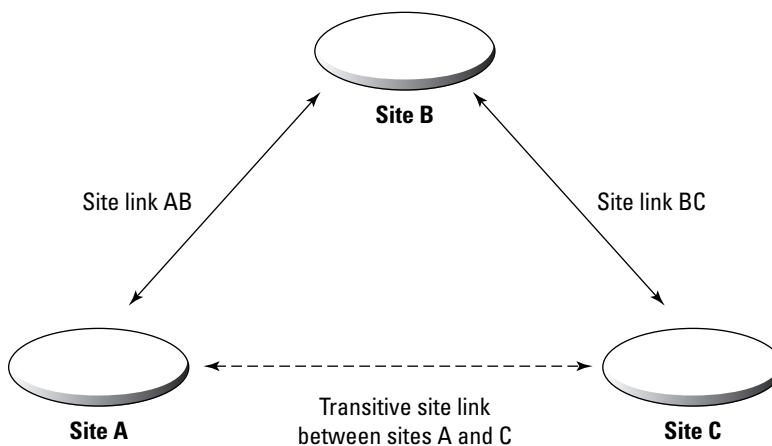 Site B
Site link AB
Site link BC
Site A
Transitive site link
between sites A and C
Site C